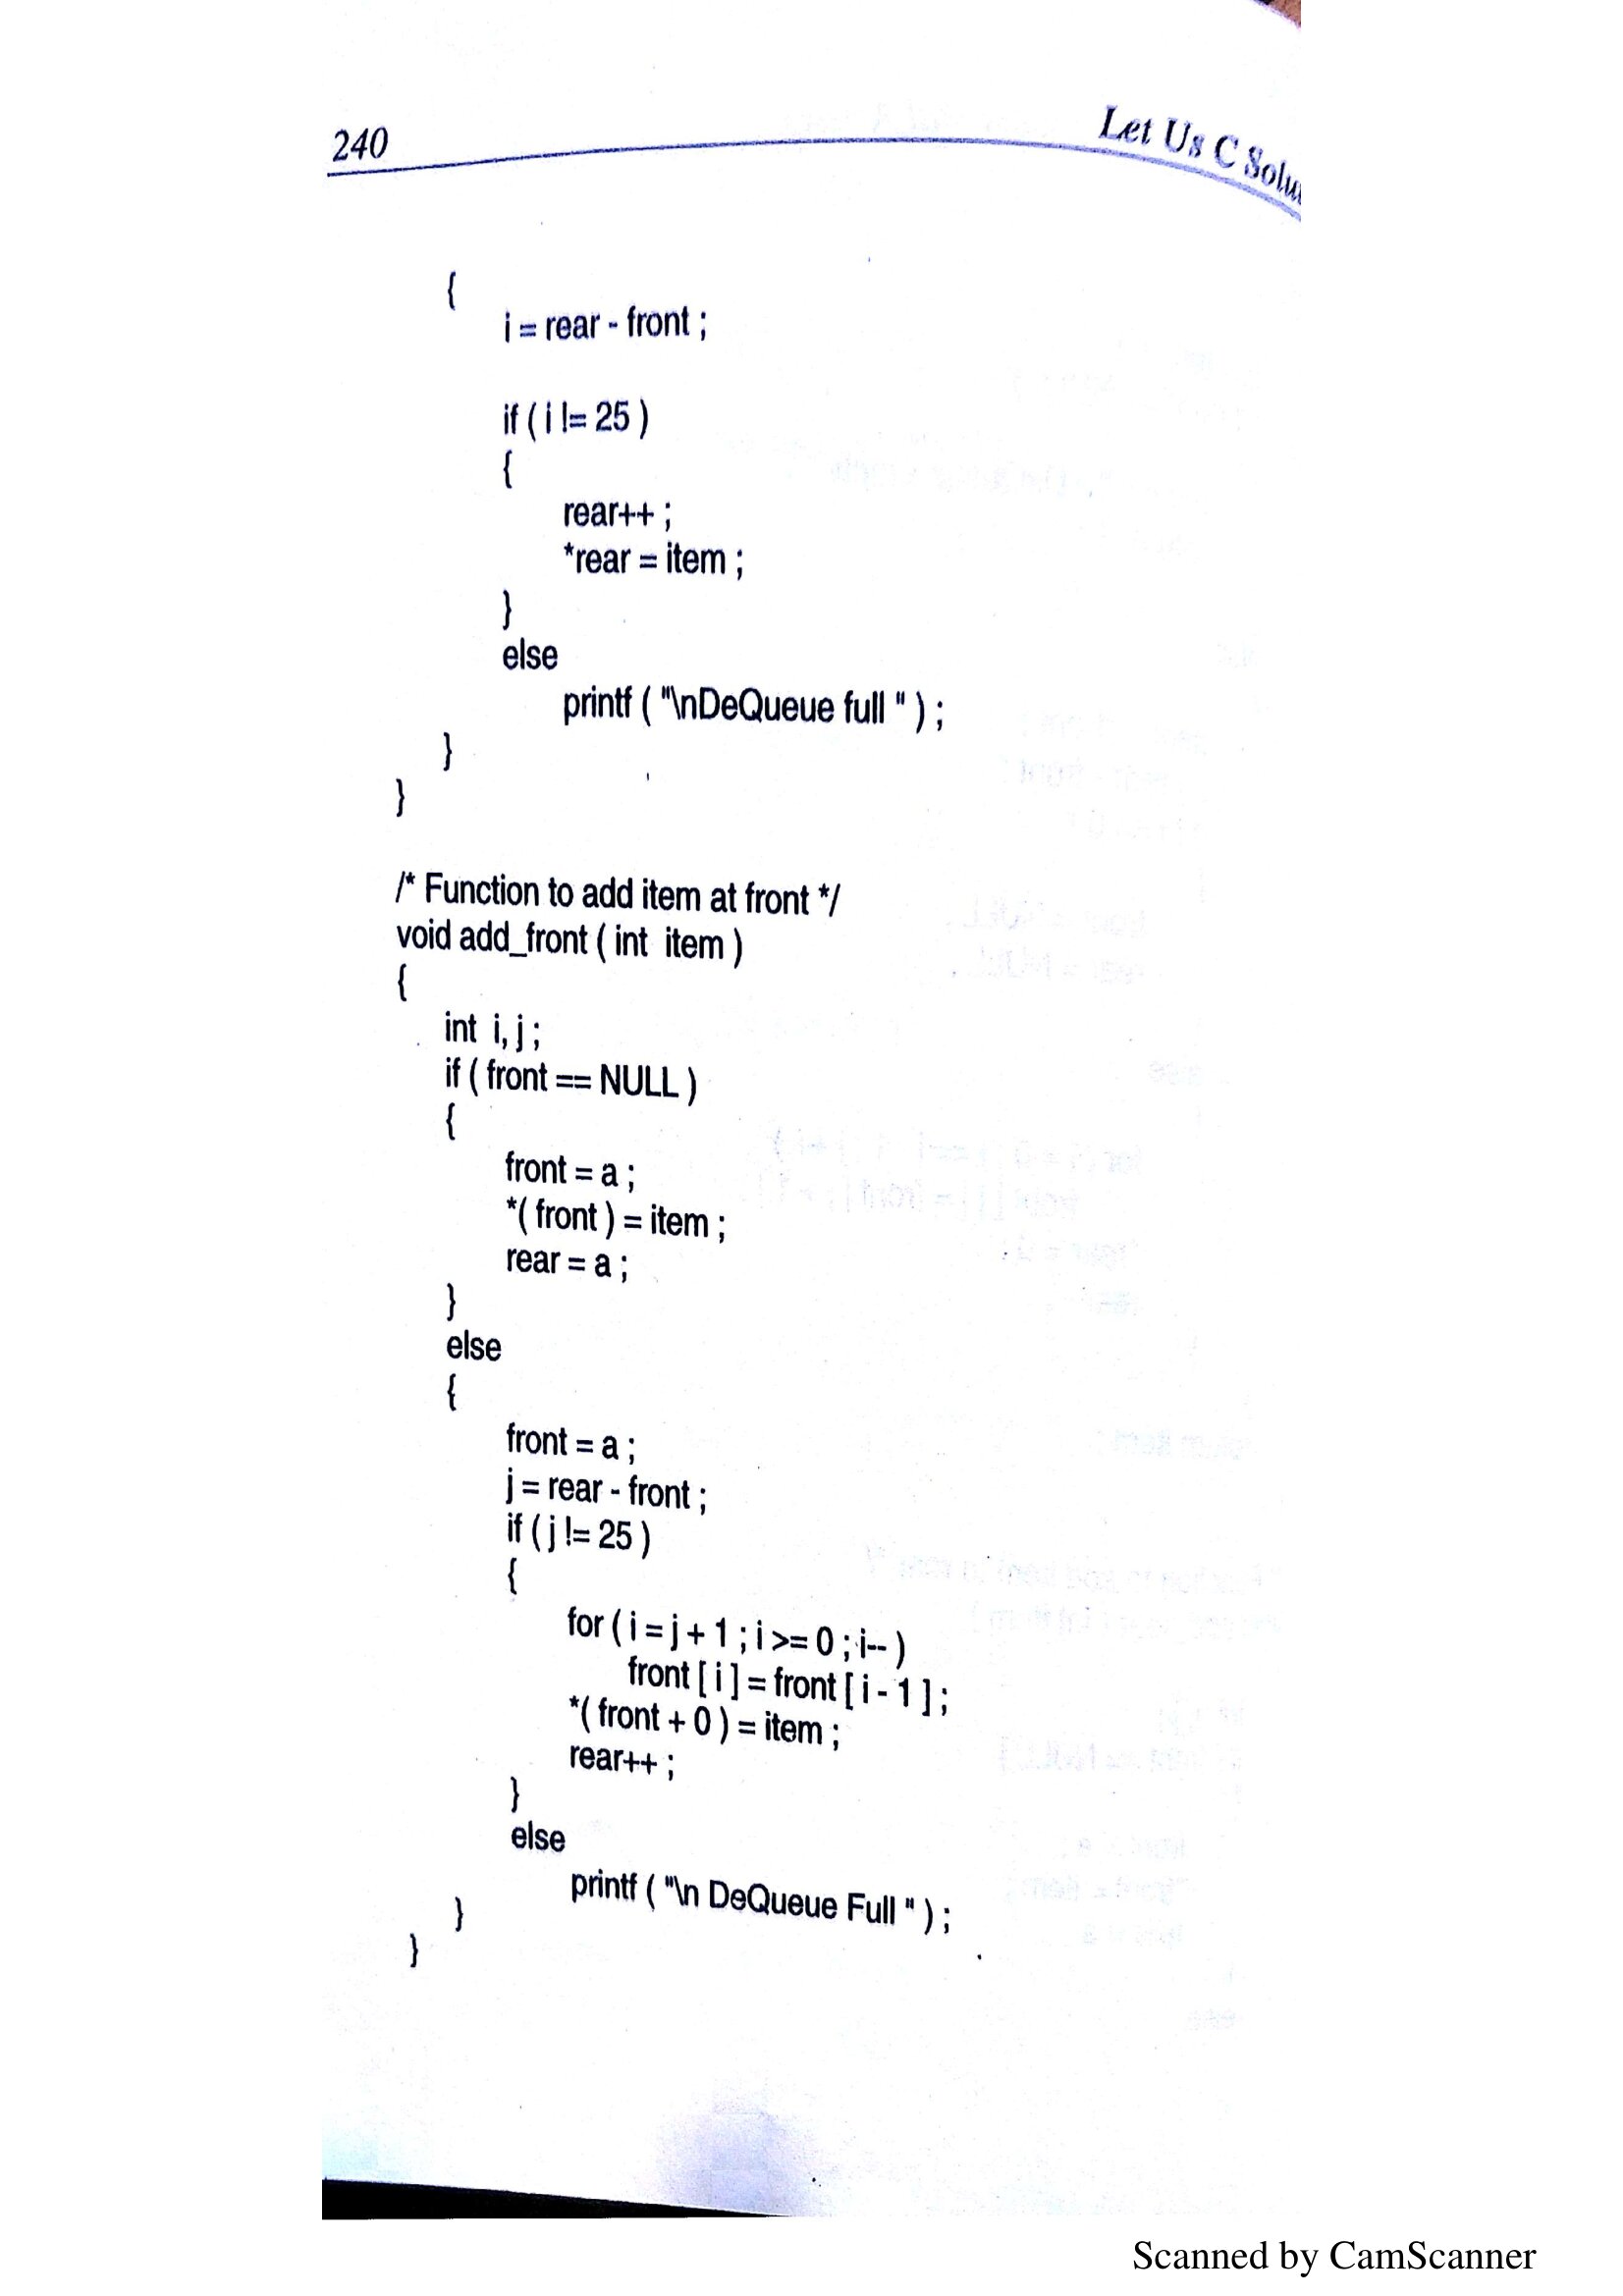 240
Let Us C
{
i = rear - front ;
if ( i != 25 )
{
rear++ ;
*rear = item ;
}
else
printf ( "\nDeQueue full " ) ;
}
}
/* Function to add item at front */
void add_front ( int item )
{
int i, j ;
if ( front == NULL )
{
front = a ;
*( front ) = item ;
rear = a ;
}
else
{
front = a ;
j = rear - front ;
if ( j != 25 )
{
for ( i = j + 1 ; i >= 0 ; i-- )
front [ i ] = front [ i - 1 ] ;
*( front + 0 ) = item ;
rear++ ;
}
else
printf ( "\n DeQueue Full " ) ;
}
}
Scanned by CamScanner